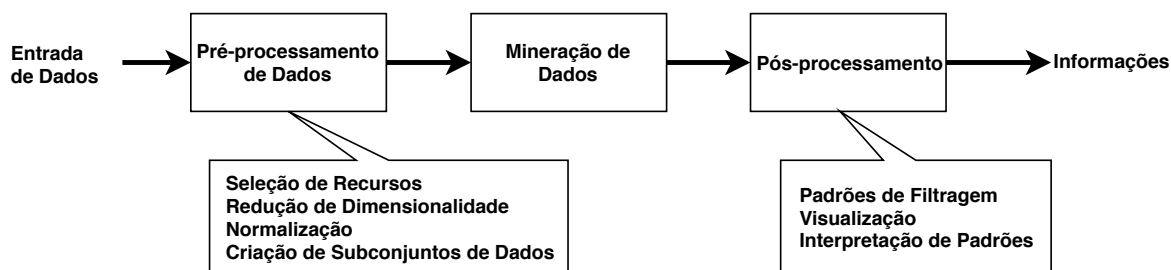 Entrada
de Dados
Pré-processamento
de Dados
Mineração de
Dados
Pós-processamento
Informações
Seleção de Recursos
Redução de Dimensionalidade
Normalização
Criação de Subconjuntos de Dados
Padrões de Filtragem
Visualização
Interpretação de Padrões